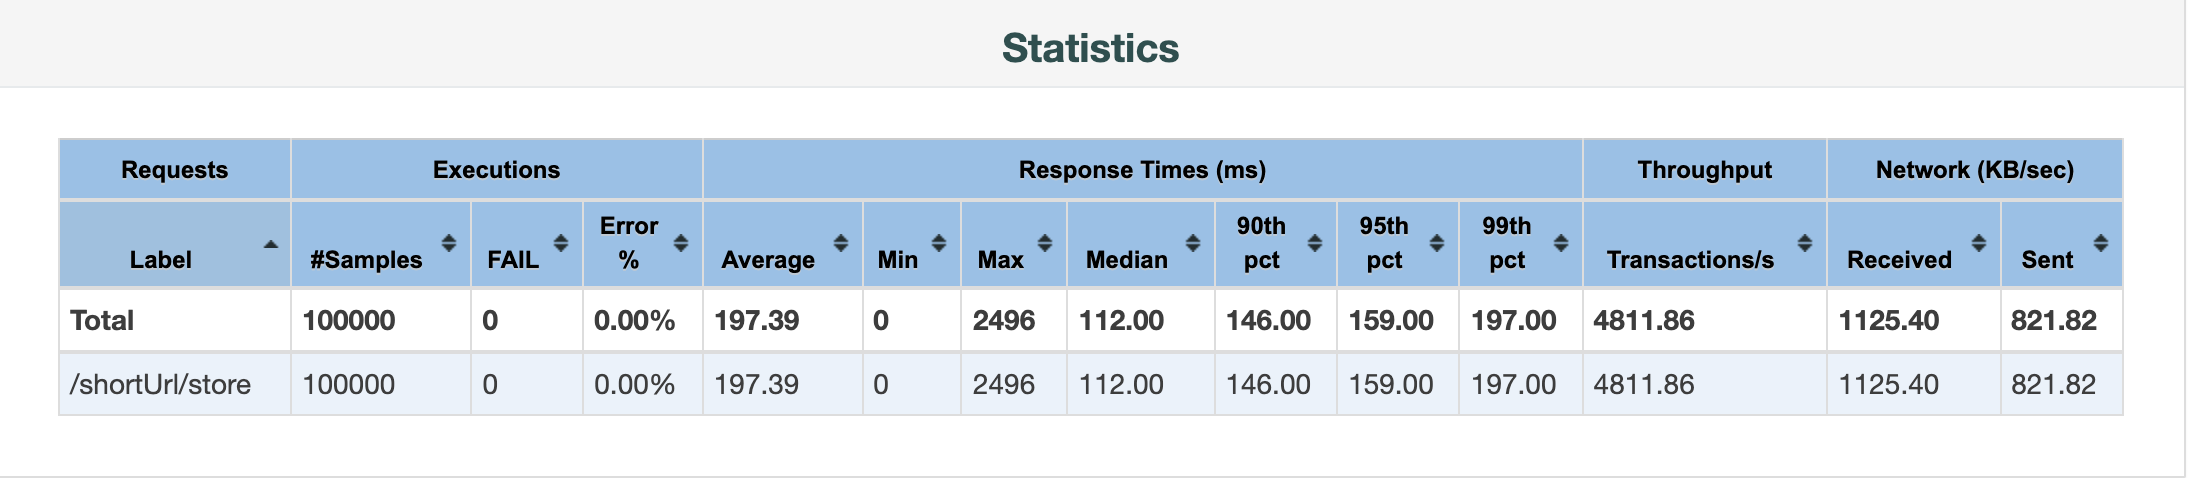 Statistics
Requests Executions Response Times (ms) Throughput Network (KB/sec)
Label #Samples FAIL Error % Average Min Max Median 90th pct 95th pct 99th pct Transactions/s Received Sent
Total 100000 0 0.00% 197.39 0 2496 112.00 146.00 159.00 197.00 4811.86 1125.40 821.82
/shortUrl/store 100000 0 0.00% 197.39 0 2496 112.00 146.00 159.00 197.00 4811.86 1125.40 821.82